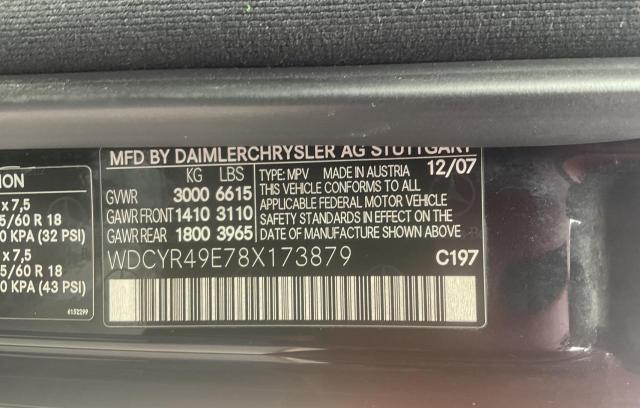 MFD BY DAIMLERCHRYSLER AG STUTTGART
KG LBS
GVWR 3000 6615
GAWR FRONT 1410 3110
GAWR REAR 1800 3965
TYPE: MPV MADE IN AUSTRIA 12/07
THIS VEHICLE CONFORMS TO ALL
APPLICABLE FEDERAL MOTOR VEHICLE
SAFETY STANDARDS IN EFFECT ON THE
DATE OF MANUFACTURE SHOWN ABOVE.
WDCYR49E78X173879 C197
x 7,5
5/60 R 18
0 KPA (32 PSI)
x 7,5
5/60 R 18
0 KPA (43 PSI)
6152299